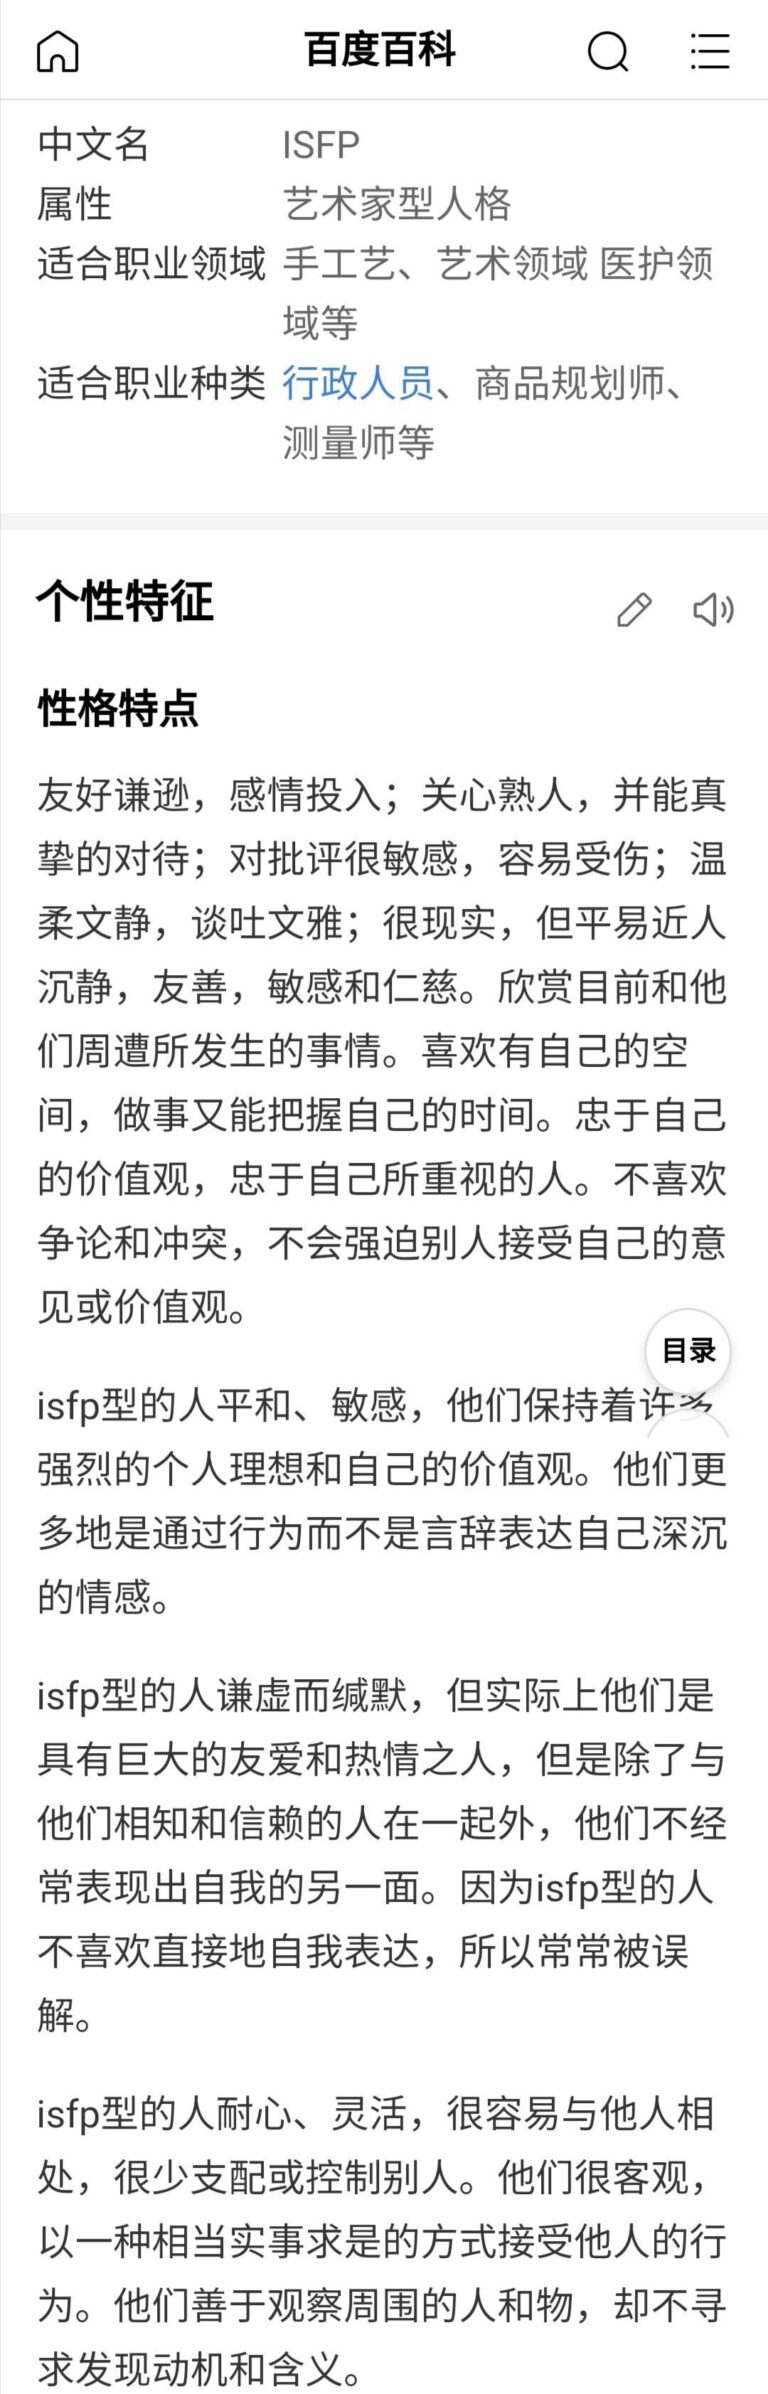 百度百科
中文名 ISFP
属性 艺术家型人格
适合职业领域 手工艺、艺术领域 医护领
域等
适合职业种类 行政人员、商品规划师、
测量师等
个性特征
性格特点
友好谦逊，感情投入；关心熟人，并能真
挚的对待；对批评很敏感，容易受伤；温
柔文静，谈吐文雅；很现实，但平易近人
沉静，友善，敏感和仁慈。欣赏目前和他
们周遭所发生的事情。喜欢有自己的空
间，做事又能把握自己的时间。忠于自己
的价值观，忠于自己所重视的人。不喜欢
争论和冲突，不会强迫别人接受自己的意
见或价值观。
目录
isfp型的人平和、敏感，他们保持着许多
强烈的个人理想和自己的价值观。他们更
多地是通过行为而不是言辞表达自己深沉
的情感。
isfp型的人谦虚而缄默，但实际上他们是
具有巨大的友爱和热情之人，但是除了与
他们相知和信赖的人在一起外，他们不经
常表现出自我的另一面。因为isfp型的人
不喜欢直接地自我表达，所以常常被误
解。
isfp型的人耐心、灵活，很容易与他人相
处，很少支配或控制别人。他们很客观，
以一种相当实事求是的方式接受他人的行
为。他们善于观察周围的人和物，却不寻
求发现动机和含义。